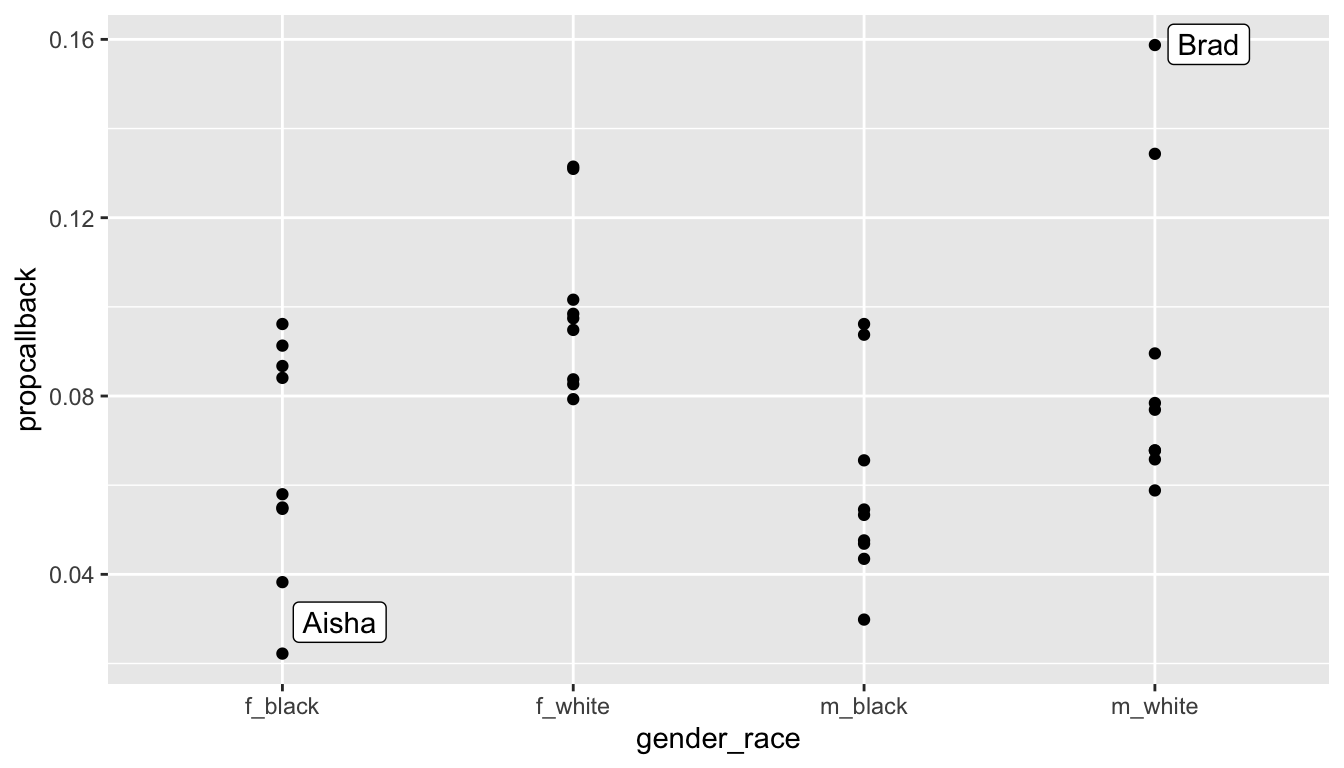 0.16
Brad
0.12
propcallback
0.08
0.04
Aisha
f_black f_white m_black m_white
gender_race